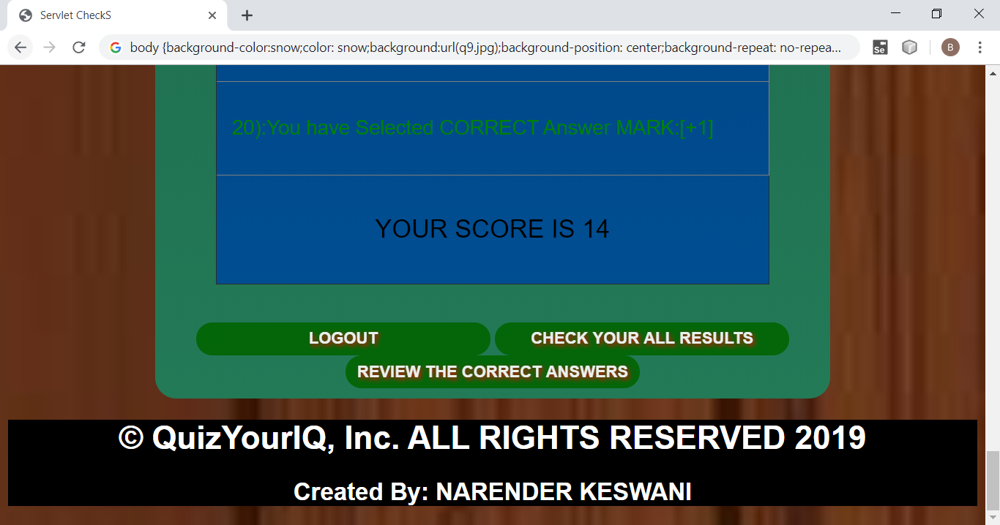 Servlet CheckS
body {background-color:snow;color: snow;background:url(q9.jpg);background-position: center;background-repeat: no-repea...
Se
B
20):You have Selected CORRECT Answer MARK:[+1]
YOUR SCORE IS 14
LOGOUT
CHECK YOUR ALL RESULTS
REVIEW THE CORRECT ANSWERS
© QuizYourIQ, Inc. ALL RIGHTS RESERVED 2019
Created By: NARENDER KESWANI